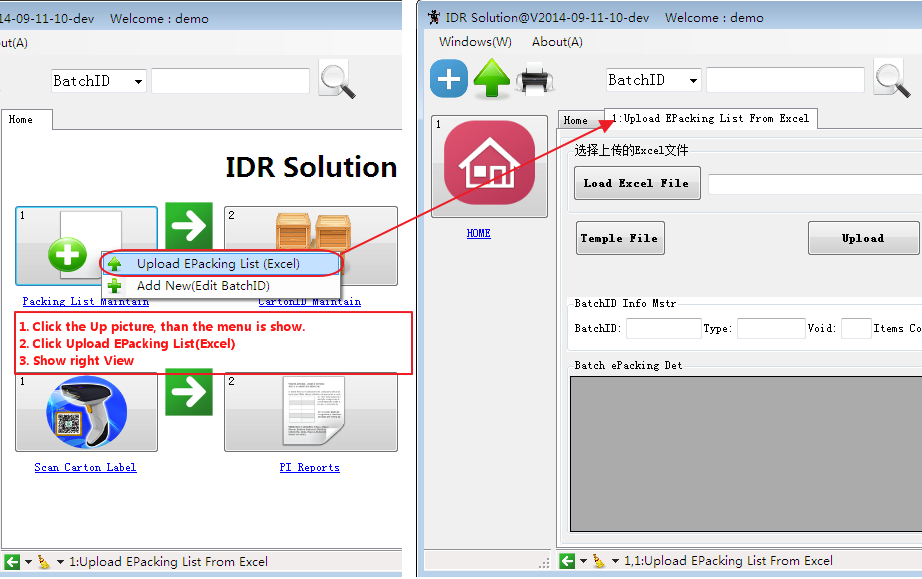 14-09-11-10-dev Welcome : demo
out(A)
BatchID
Home
IDR Solution
1
2
Upload EPacking List (Excel)
Add New(Edit BatchID)
Packing List Maintain
CartonID Maintain
1. Click the Up picture, than the menu is show.
2. Click Upload EPacking List(Excel)
3. Show right View
1
2
Scan Carton Label
PI Reports
1:Upload EPacking List From Excel
IDR Solution@V2014-09-11-10-dev Welcome : demo
Windows(W) About(A)
BatchID
1
HOME
Home
1:Upload EPacking List From Excel
选择上传的Excel文件
Load Excel File
Temple File
Upload
BatchID Info Mstr
BatchID: Type: Void: Items Co
Batch ePacking Det
1,1:Upload EPacking List From Excel